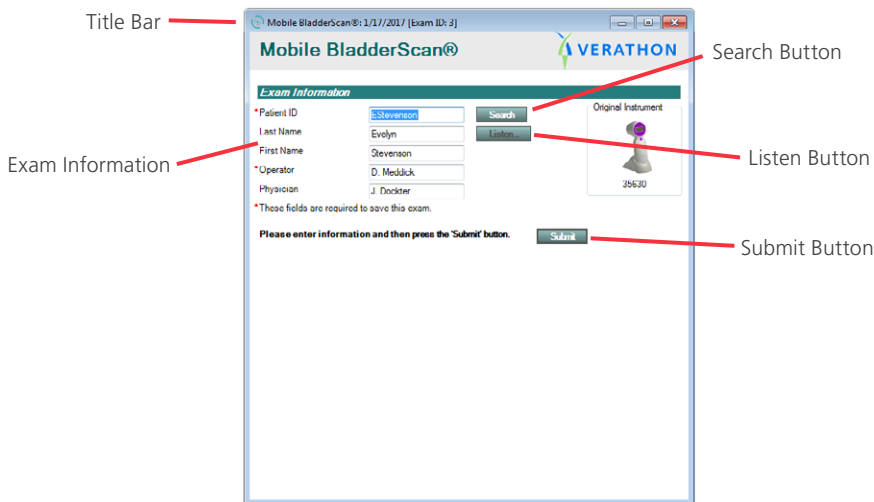 Title Bar
Mobile BladderScan®: 1/17/2017 [Exam ID: 3]
Mobile BladderScan®
VERATHON
Search Button
Exam Information
*Patient ID
EStevenson
Search
Original Instrument
Last Name
Evolyn
Listen...
First Name
Stevenson
Exam Information
Listen Button
*Operator
D. Meddick
Physician
J. Dockter
35630
*These fields are required to save this exam.
Please enter information and then press the 'Submit' button.
Submit
Submit Button